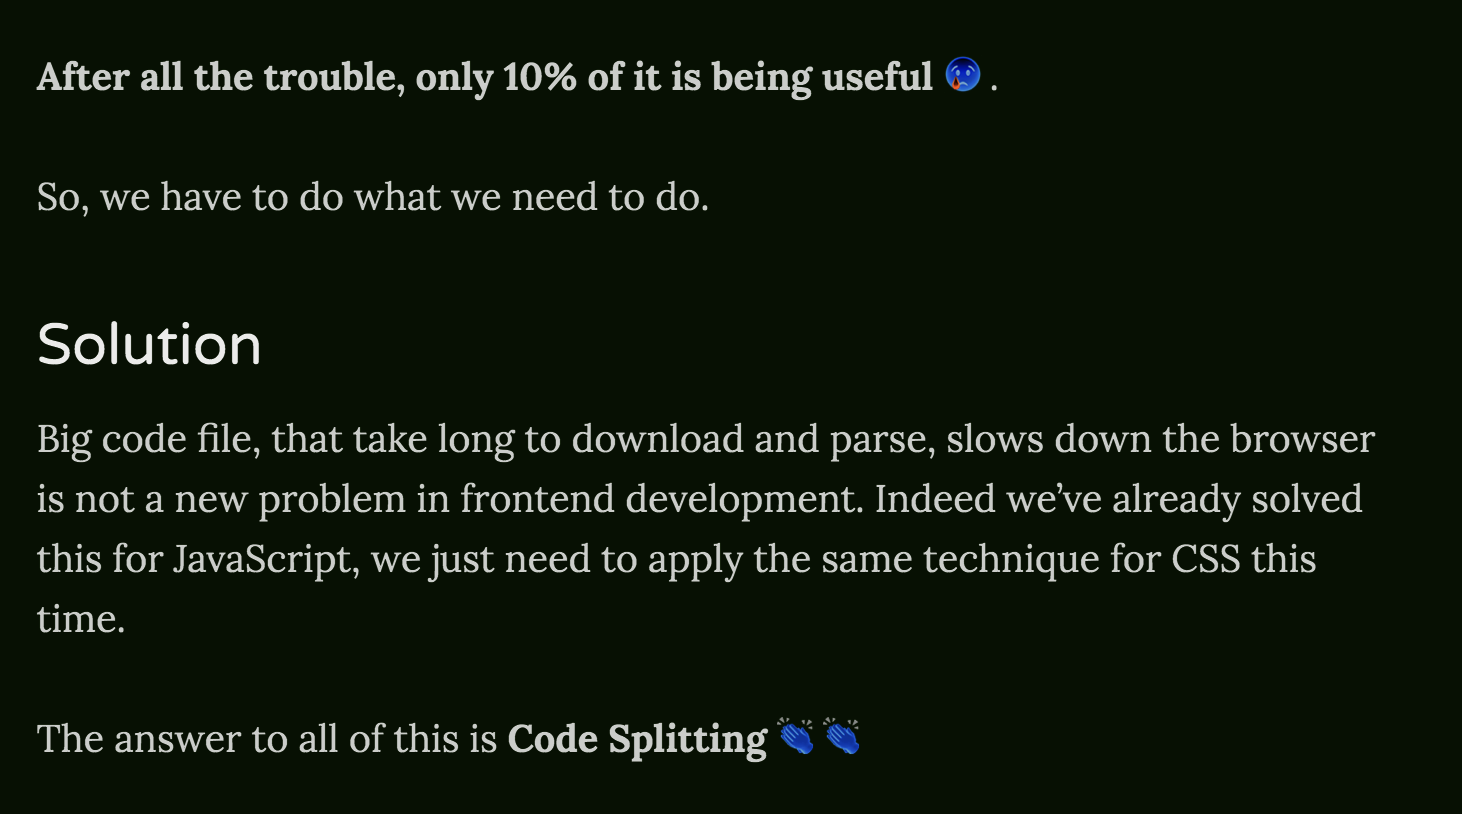 After all the trouble, only 10% of it is being useful 😢 .
So, we have to do what we need to do.
Solution
Big code file, that take long to download and parse, slows down the browser
is not a new problem in frontend development. Indeed we’ve already solved
this for JavaScript, we just need to apply the same technique for CSS this
time.
The answer to all of this is Code Splitting 👏 👏